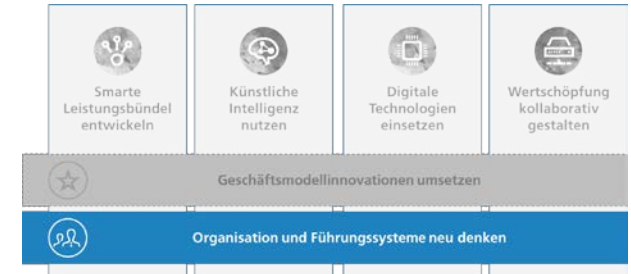 Smarte
Leistungsbündel
entwickeln
Künstliche
Intelligenz
nutzen
Digitale
Technologien
einsetzen
Wertschöpfung
kollaborativ
gestalten
Geschäftsmodellinnovationen umsetzen
Organisation und Führungssysteme neu denken